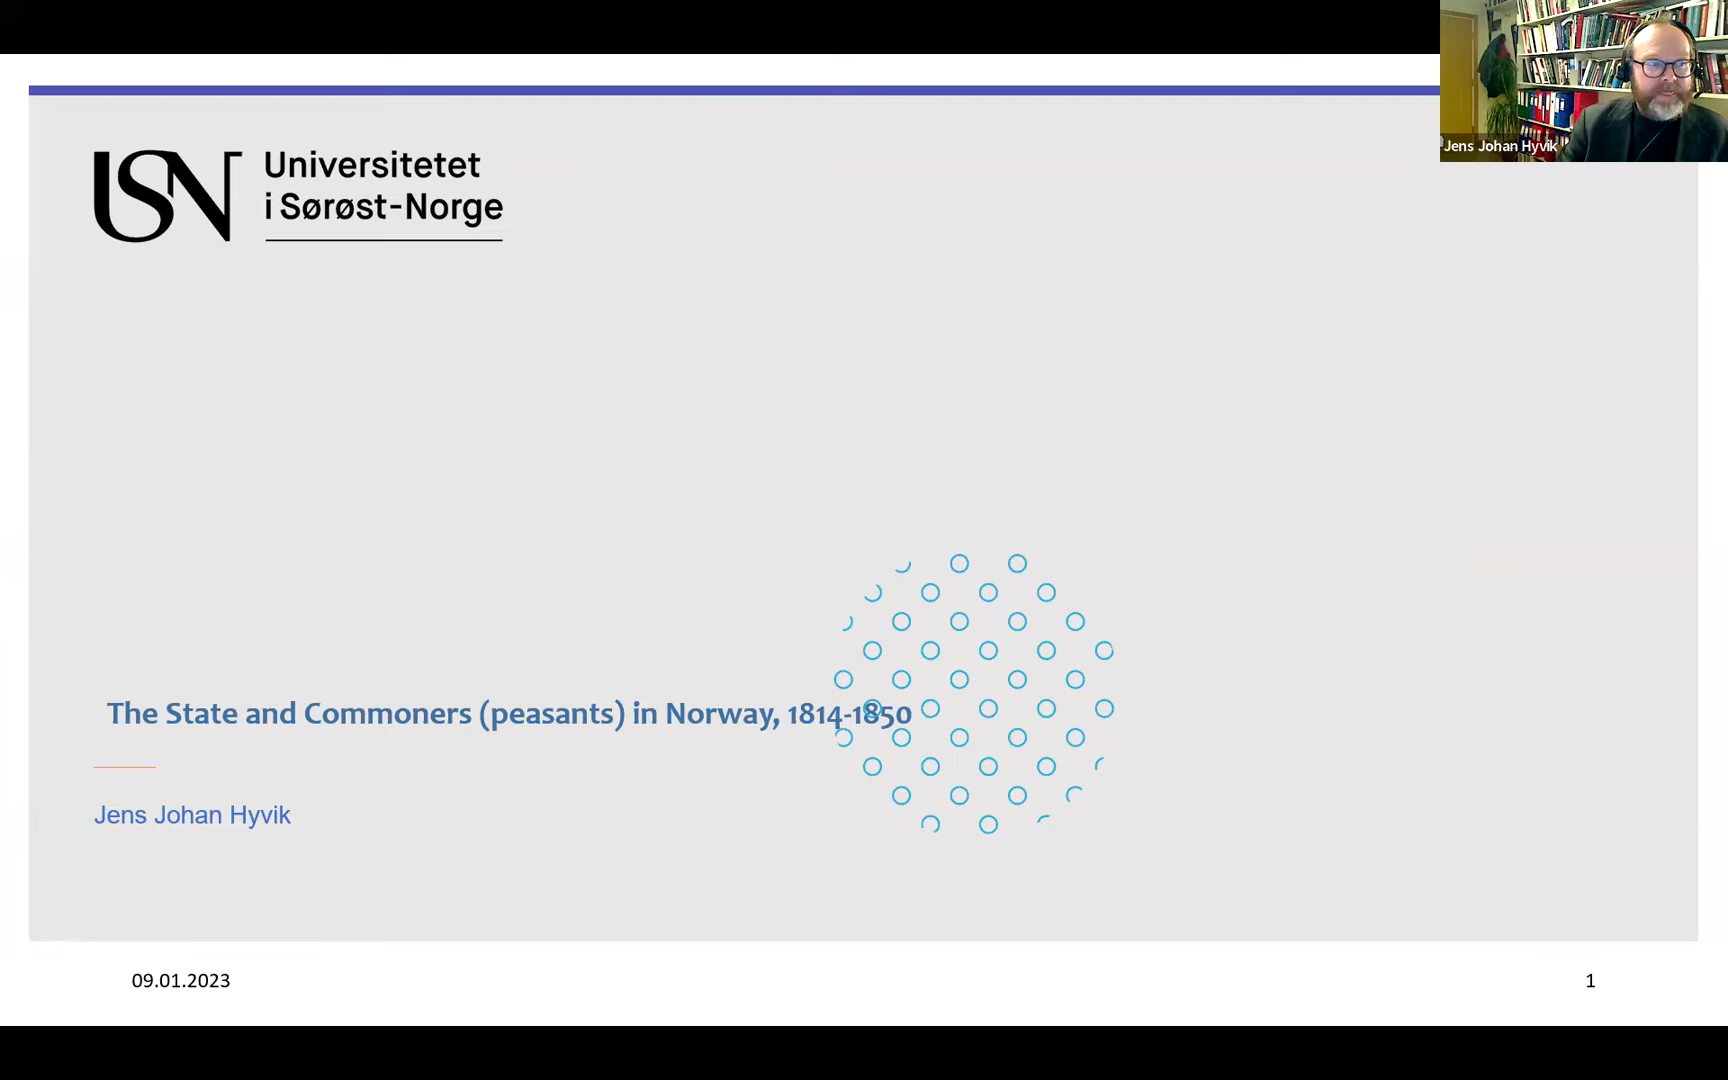 Jens Johan Hyvik
USN
Universitetet
i Sørøst-Norge
The State and Commoners (peasants) in Norway, 1814-1850
Jens Johan Hyvik
09.01.2023
1